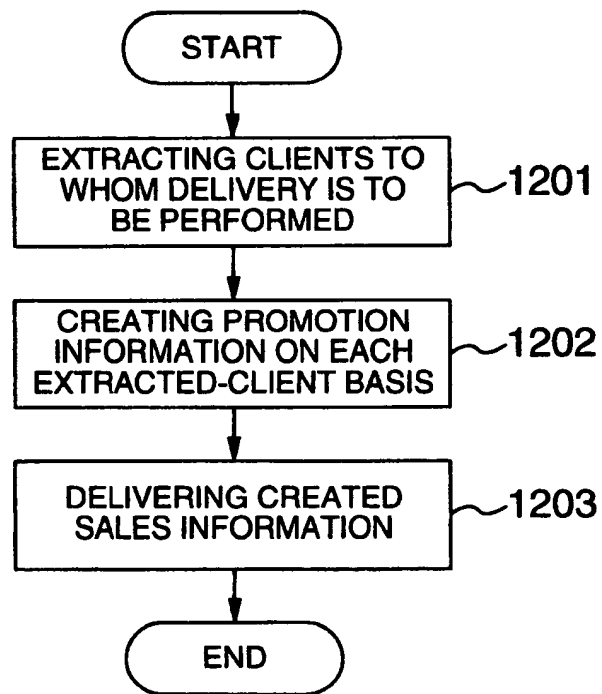 START
EXTRACTING CLIENTS TO
WHOM DELIVERY IS TO
BE PERFORMED
1201
CREATING PROMOTION
INFORMATION ON EACH
EXTRACTED-CLIENT BASIS
1202
DELIVERING CREATED
SALES INFORMATION
1203
END